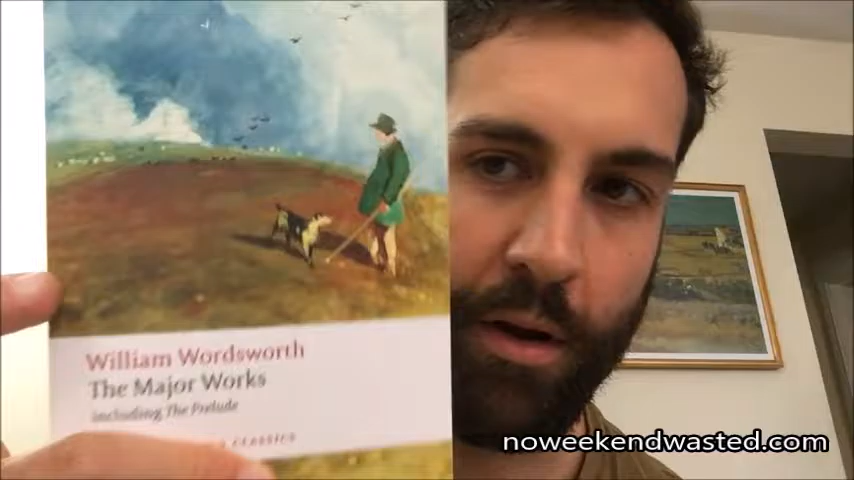 William Wordsworth
The Major Works
including The Prelude
CLASSICS
noweekendwasted.com